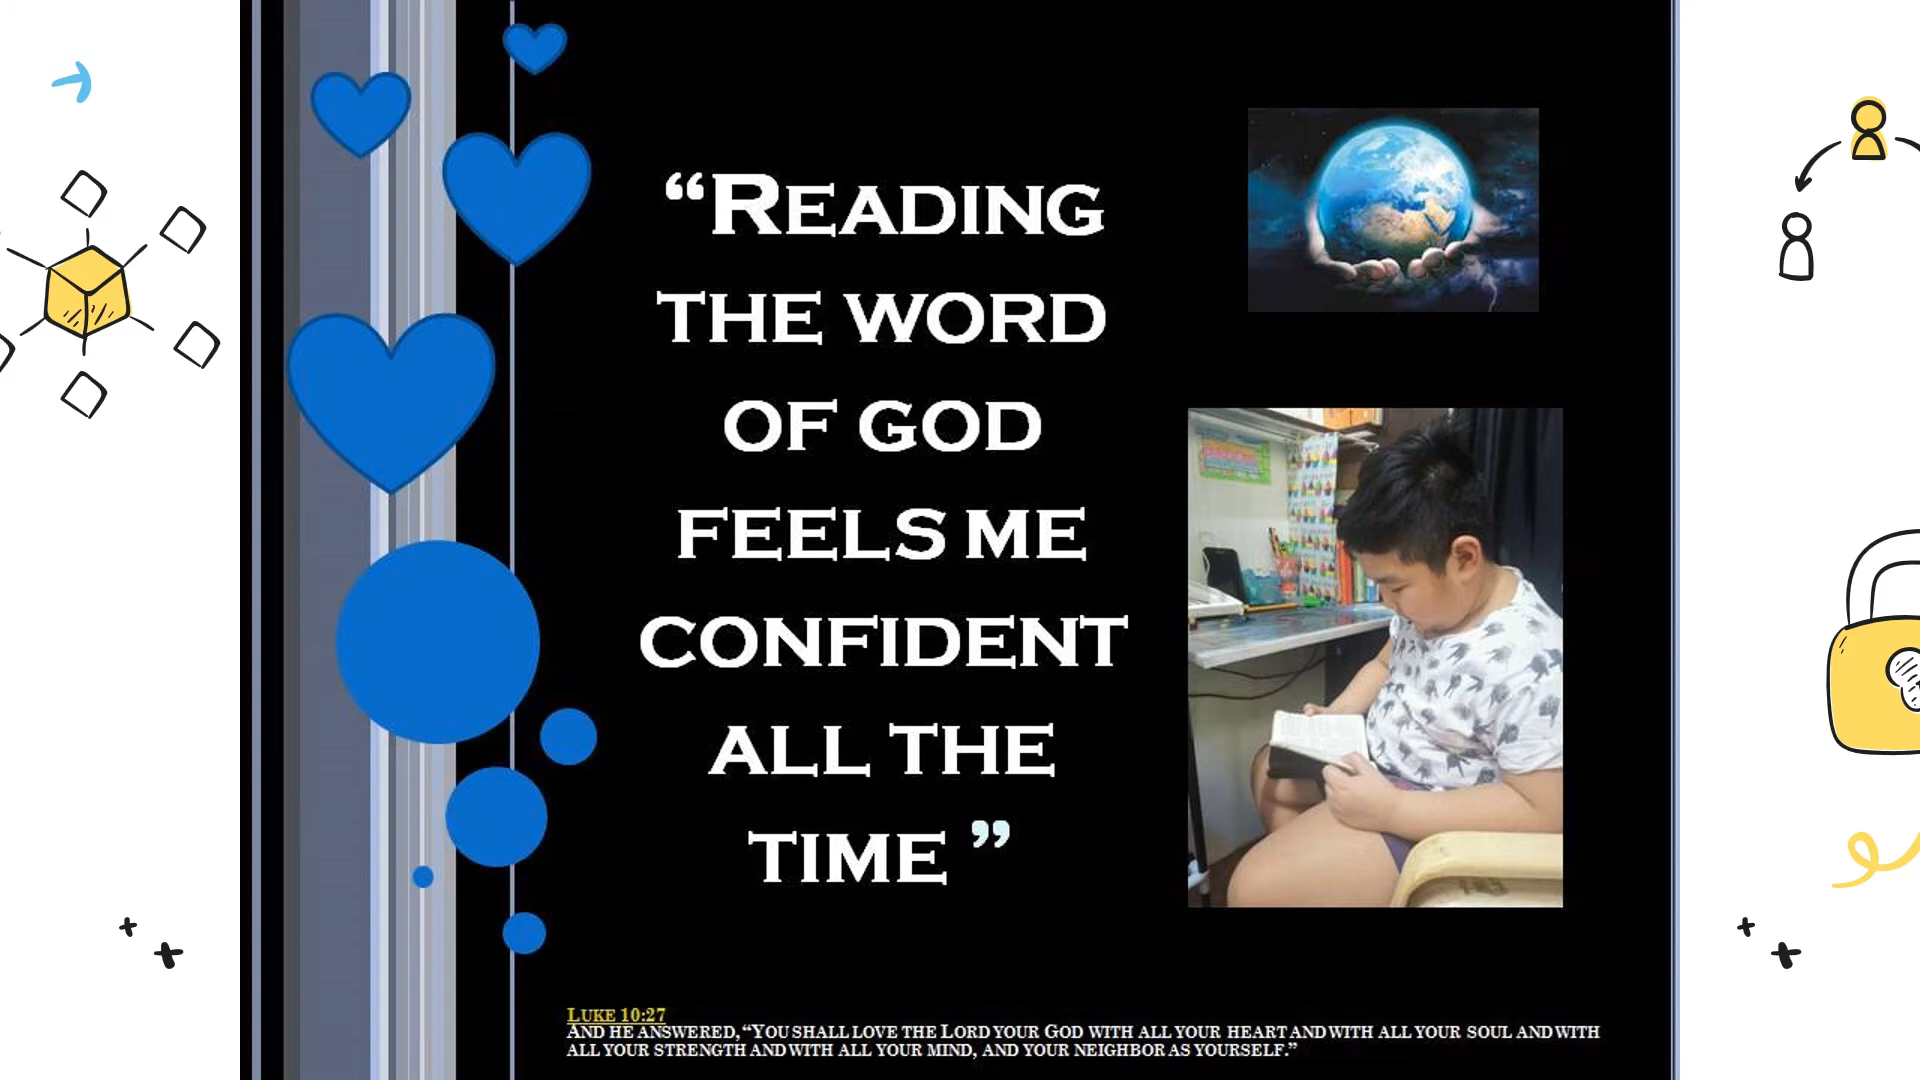 “READING
THE WORD
OF GOD
FEELS ME
CONFIDENT
ALL THE
TIME ”
LUKE 10:27
AND HE ANSWERED, “YOU SHALL LOVE THE LORD YOUR GOD WITH ALL YOUR HEART AND WITH ALL YOUR SOUL AND WITH
ALL YOUR STRENGTH AND WITH ALL YOUR MIND, AND YOUR NEIGHBOR AS YOURSELF.”